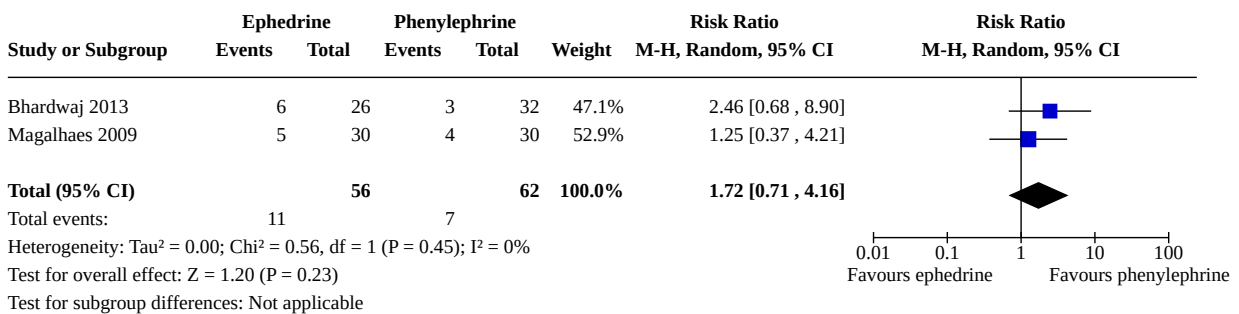 Ephedrine Phenylephrine Risk Ratio Risk Ratio
Study or Subgroup Events Total Events Total Weight M-H, Random, 95% CI M-H, Random, 95% CI
Bhardwaj 2013 6 26 3 32 47.1% 2.46 [0.68 , 8.90]
Magalhaes 2009 5 30 4 30 52.9% 1.25 [0.37 , 4.21]
Total (95% CI) 56 62 100.0% 1.72 [0.71 , 4.16]
Total events: 11 7
Heterogeneity: Tau² = 0.00; Chi² = 0.56, df = 1 (P = 0.45); I² = 0%
0.01 0.1 1 10 100
Test for overall effect: Z = 1.20 (P = 0.23)
Favours ephedrine Favours phenylephrine
Test for subgroup differences: Not applicable